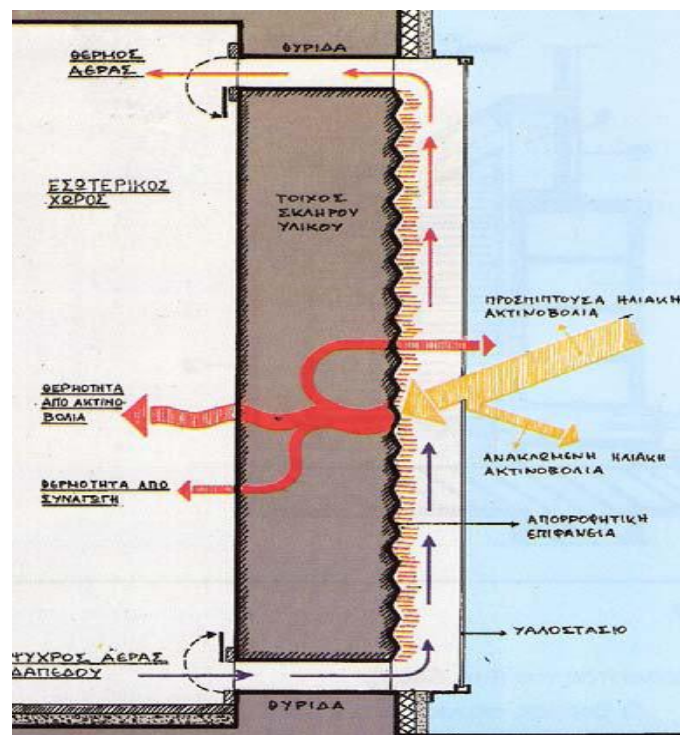 ΘΥΡΙΔΑ
ΘΕΡΜΟΣ
ΑΕΡΑΣ
ΕΣΩΤΕΡΙΚΟΣ
ΧΩΡΟΣ
ΤΟΙΧΟΣ
ΣΚΛΗΡΟΥ
ΥΛΙΚΟΥ
ΠΡΟΣΠΙΠΤΟΥΣΑ ΗΛΙΑΚΗ
ΑΚΤΙΝΟΒΟΛΙΑ
ΘΕΡΜΟΤΗΤΑ
ΑΠΟ ΑΚΤΙΝΟ
ΒΟΛΙΑ
ΑΝΑΚΛΩΜΕΝΗ ΗΛΙΑΚΗ
ΑΚΤΙΝΟΒΟΛΙΑ
ΘΕΡΜΟΤΗΤΑ ΑΠΟ
ΣΥΝΑΓΩΓΗ
ΑΠΟΡΡΟΦΗΤΙΚΗ
ΕΠΙΦΑΝΕΙΑ
ΥΑΛΟΣΤΑΣΙΟ
ΨΥΧΡΟΣ ΑΕΡΑΣ
ΔΑΠΕΔΟΥ
ΘΥΡΙΔΑ